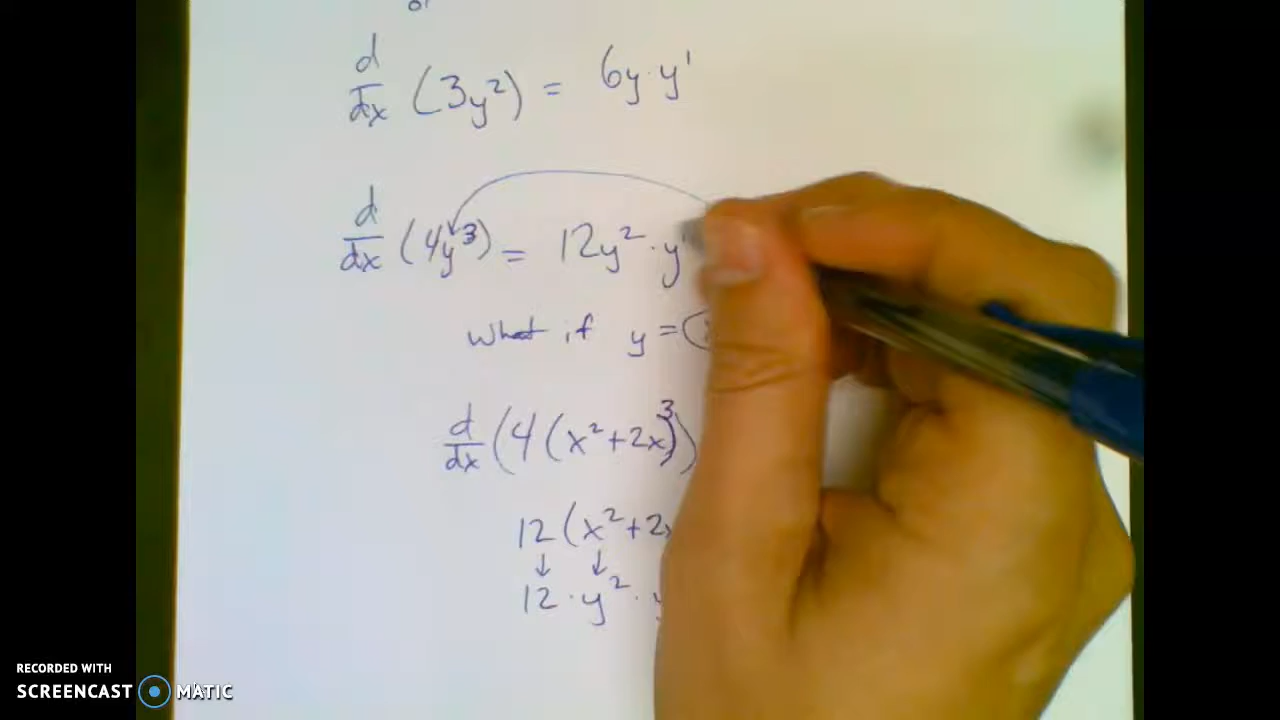 d/dx (3y²) = 6y·y'
d/dx (4y³) = 12y²·y'
What if y =
d/dx (4(x²+2x)³)
12(x²+2x
↓ ↓
12·y²·y
RECORDED WITH
SCREENCAST MATIC